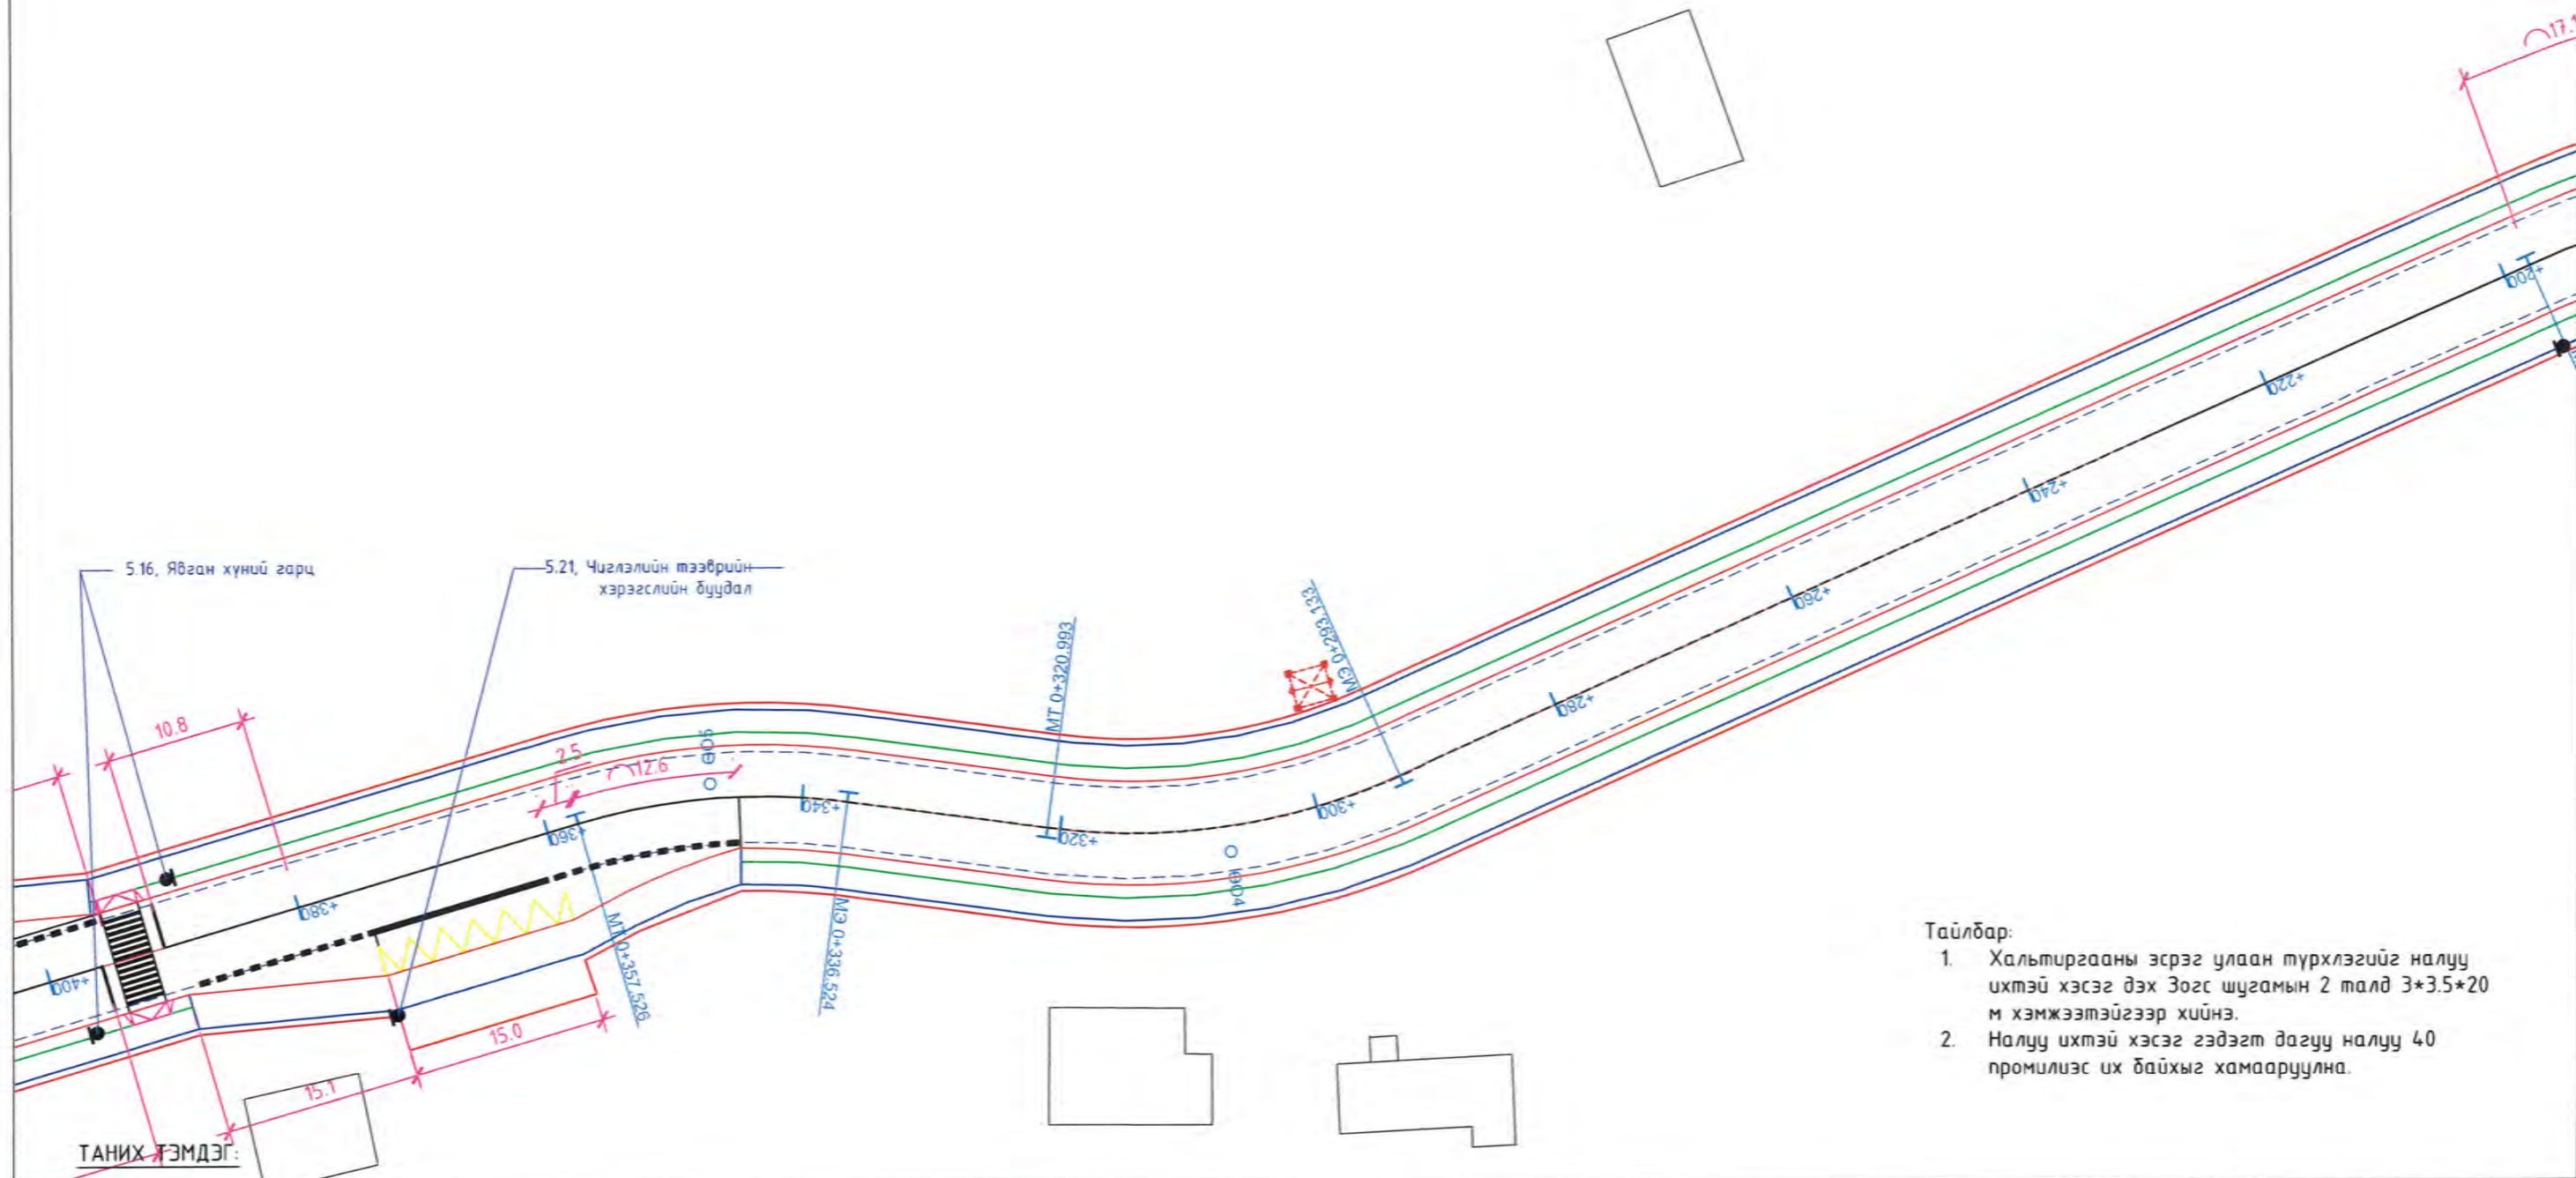 17.1
+200
+220
+240
+260
+280
+300
+320
+340
+360
+380
+400
5.16, Явган хүний гарц
5.21, Чиглэлийн тээврийн
хэрэгслийн буудал
МЭ 0+293.133
МТ 0+320.993
МЭ 0+336.524
МТ 0+357.526
10.8
2.5
12.6
15.0
15.1
Тайлбар:
1. Хальтиргааны эсрэг улаан түрхлэгийг налуу
ихтэй хэсэг дэх Зогс шугамын 2 талд 3*3.5*20
м хэмжээтэйгээр хийнэ.
2. Налуу ихтэй хэсэг гэдэгт дагуу налуу 40
промилиэс их байхыг хамааруулна.
ТАНИХ ТЭМДЭГ: